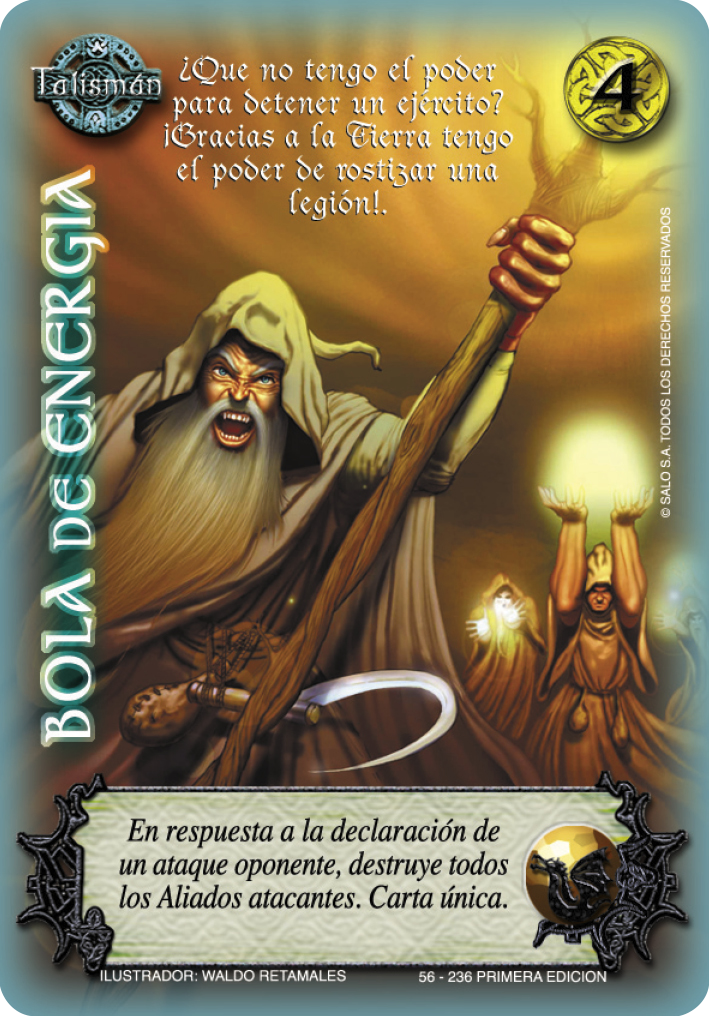 Talismán
¿Que no tengo el poder
para detener un ejército?
¡Gracias a la Tierra tengo
el poder de rostizar una
legión!.
4
BOLA DE ENERGIA
© SALO S.A. TODOS LOS DERECHOS RESERVADOS
En respuesta a la declaración de
un ataque oponente, destruye todos
los Aliados atacantes. Carta única.
ILUSTRADOR: WALDO RETAMALES
56 - 236 PRIMERA EDICION